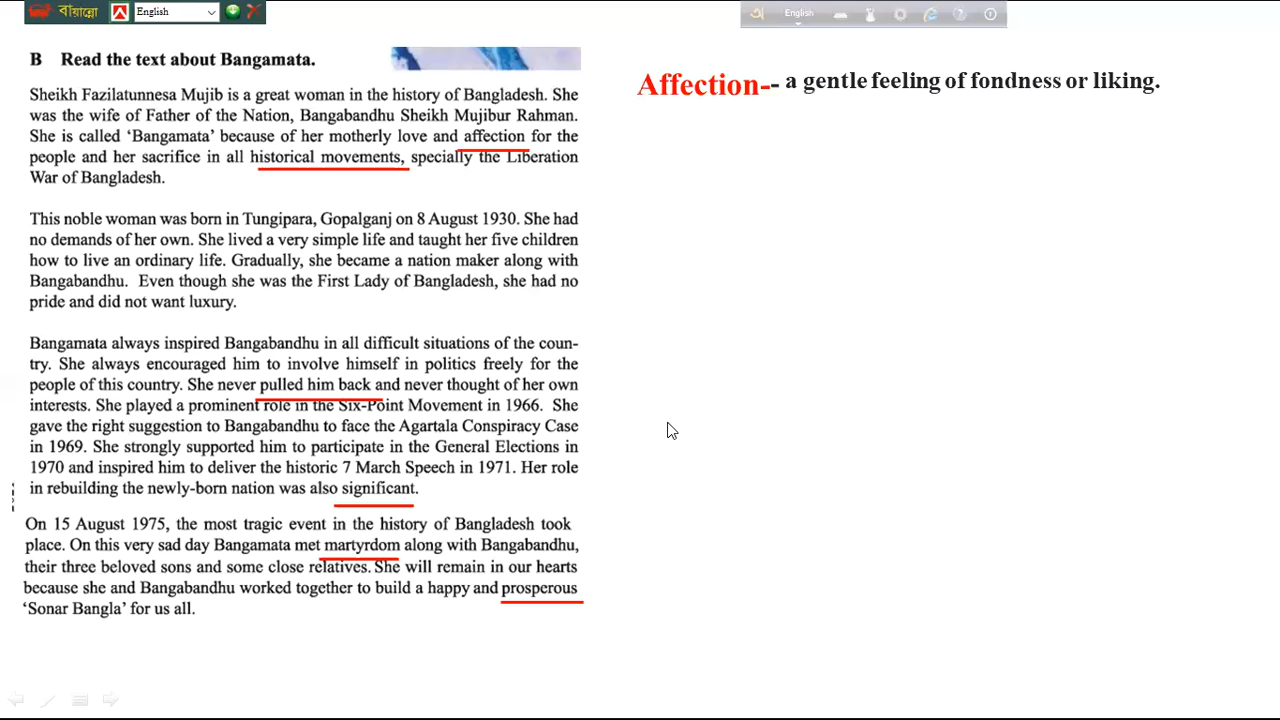 বায়ান্নো English
English
B Read the text about Bangamata.
Sheikh Fazilatunnesa Mujib is a great woman in the history of Bangladesh. She
was the wife of Father of the Nation, Bangabandhu Sheikh Mujibur Rahman.
She is called ‘Bangamata’ because of her motherly love and affection for the
people and her sacrifice in all historical movements, specially the Liberation
War of Bangladesh.
This noble woman was born in Tungipara, Gopalganj on 8 August 1930. She had
no demands of her own. She lived a very simple life and taught her five children
how to live an ordinary life. Gradually, she became a nation maker along with
Bangabandhu. Even though she was the First Lady of Bangladesh, she had no
pride and did not want luxury.
Bangamata always inspired Bangabandhu in all difficult situations of the coun-
try. She always encouraged him to involve himself in politics freely for the
people of this country. She never pulled him back and never thought of her own
interests. She played a prominent role in the Six-Point Movement in 1966. She
gave the right suggestion to Bangabandhu to face the Agartala Conspiracy Case
in 1969. She strongly supported him to participate in the General Elections in
1970 and inspired him to deliver the historic 7 March Speech in 1971. Her role
in rebuilding the newly-born nation was also significant.
On 15 August 1975, the most tragic event in the history of Bangladesh took
place. On this very sad day Bangamata met martyrdom along with Bangabandhu,
their three beloved sons and some close relatives. She will remain in our hearts
because she and Bangabandhu worked together to build a happy and prosperous
‘Sonar Bangla’ for us all.
Affection-- a gentle feeling of fondness or liking.